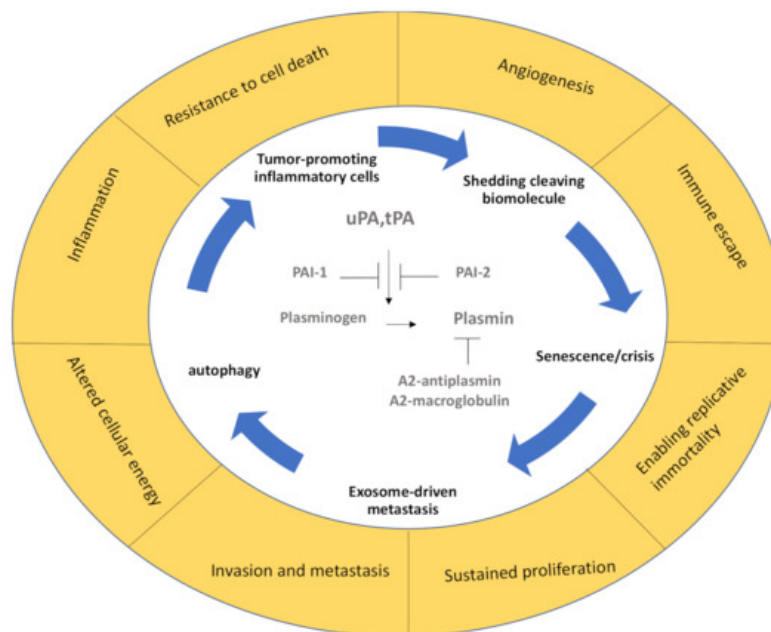 Resistance to cell death
Angiogenesis
Inflammation
Immune escape
Tumor-promoting
inflammatory cells
Shedding cleaving
biomolecule
uPA,tPA
PAI-1
PAI-2
Plasminogen
Plasmin
autophagy
Senescence/crisis
A2-antiplasmin
A2-macroglobulin
Altered cellular energy
Enabling replicative
immortality
Exosome-driven
metastasis
Invasion and metastasis
Sustained proliferation